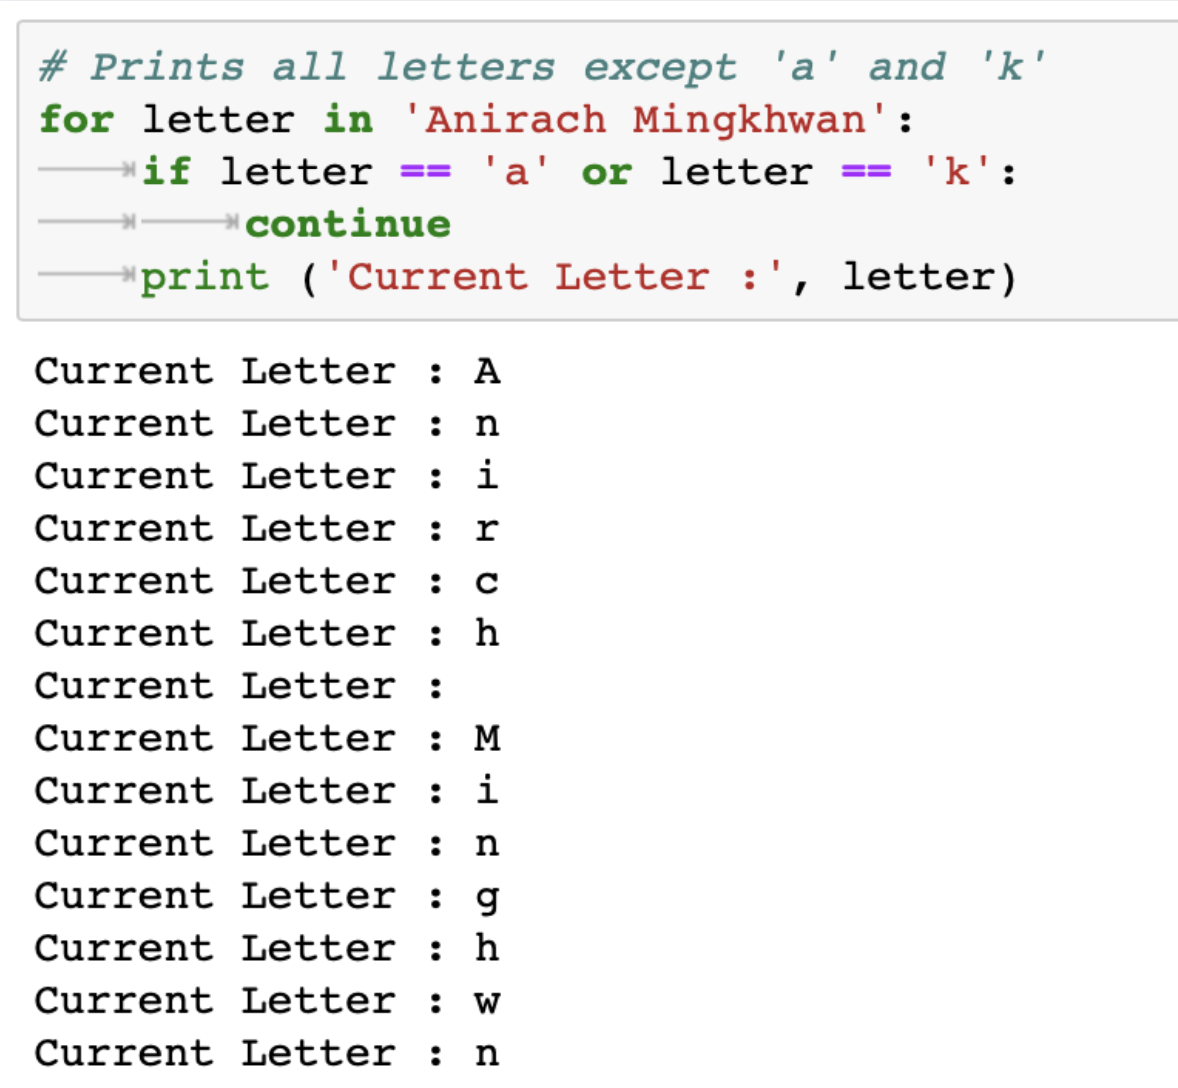 # Prints all letters except 'a' and 'k'
for letter in 'Anirach Mingkhwan':
if letter == 'a' or letter == 'k':
continue
print ('Current Letter :', letter)
Current Letter : A
Current Letter : n
Current Letter : i
Current Letter : r
Current Letter : c
Current Letter : h
Current Letter :
Current Letter : M
Current Letter : i
Current Letter : n
Current Letter : g
Current Letter : h
Current Letter : w
Current Letter : n